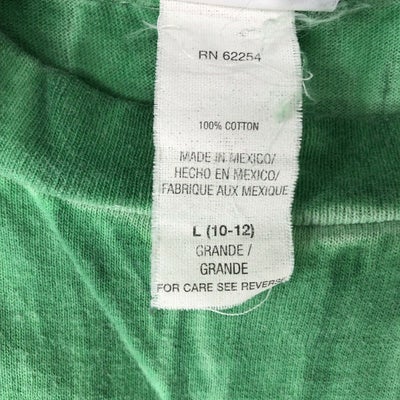 RN 62254
100% COTTON
MADE IN MEXICO/
HECHO EN MEXICO/
FABRIQUE AUX MEXIQUE
L (10-12)
GRANDE /
GRANDE
FOR CARE SEE REVERSE